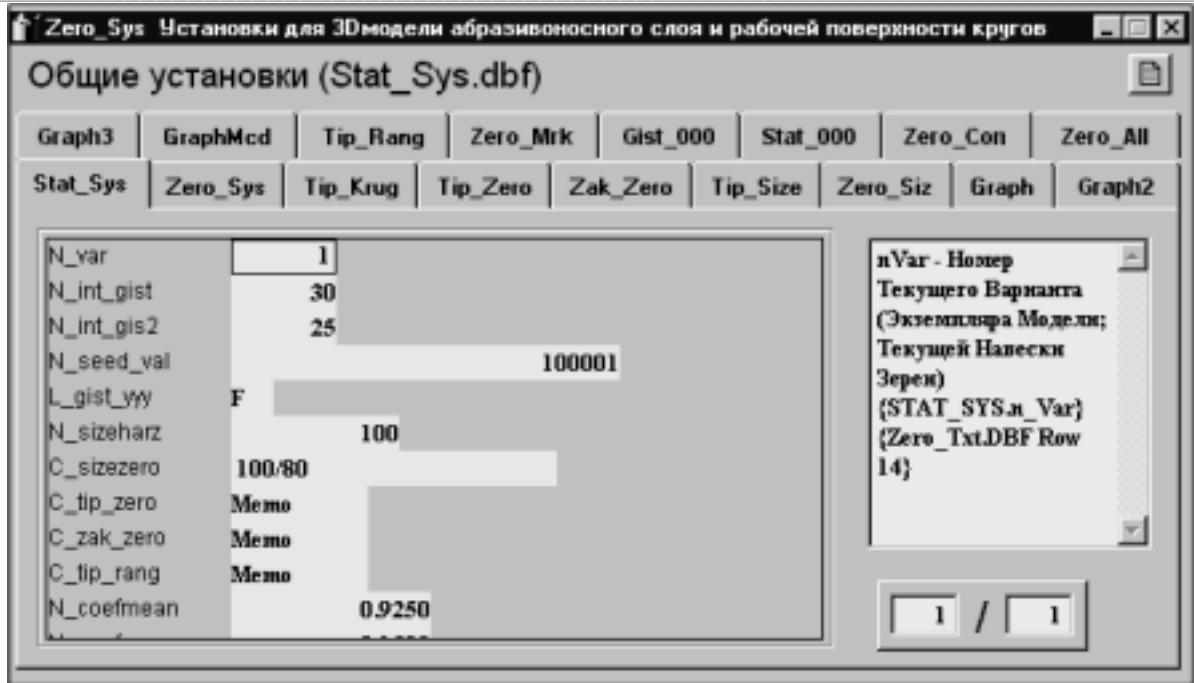 Zero_Sys Установки для 3Dмодели абразивоносного слоя и рабочей поверхности кругов
Общие установки (Stat_Sys.dbf)
Graph3 GraphMcd Tip_Rang Zero_Mrk Gist_000 Stat_000 Zero_Con Zero_All
Stat_Sys Zero_Sys Tip_Krug Tip_Zero Zak_Zero Tip_Size Zero_Siz Graph Graph2
N_var 1
N_int_gist 30
N_int_gis2 25
N_seed_val 100001
L_gist_yyy F
N_sizeharz 100
C_sizezero 100/80
C_tip_zero Memo
C_zak_zero Memo
C_tip_rang Memo
N_coefmean 0.9250
nVar - Номер
Текущего Варианта
(Экземпляра Модели;
Текущей Навески
Зерен)
{STAT_SYS.n_Var}
{Zero_Txt.DBF Row
14}
1 / 1